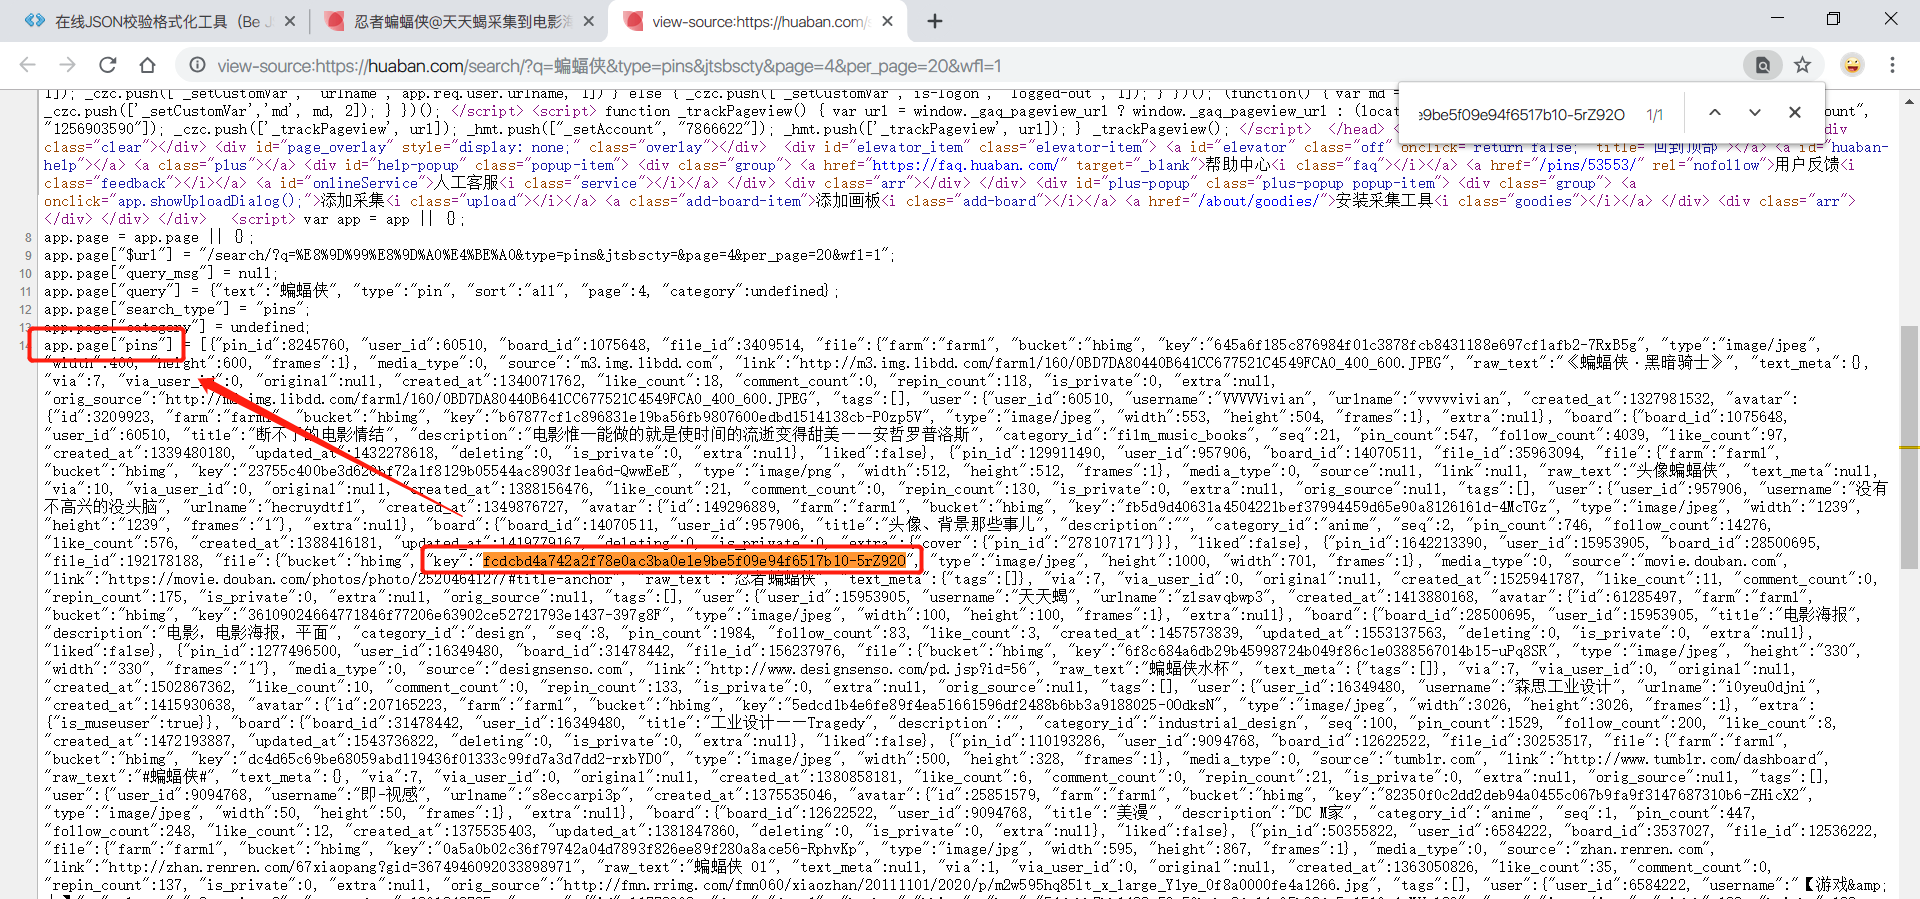 在线JSON校验格式化工具（Be J
忍者蝙蝠侠@天天蝎采集到电影海
view-source:https://huaban.com/s
view-source:https://huaban.com/search/?q=蝙蝠侠&type=pins&jtsbscty&page=4&per_page=20&wfl=1
e9be5f09e94f6517b10-5rZ92O 1/1
_czc.push(['_setCustomVar','md', md, 2]); } })(); </script> <script> function _trackPageview() { var url = window._gq_pageview_url ? window._gq_pageview_url : (locat
"1256903590"]); _czc.push(['_trackPageview', url]); _hmt.push(["_setAccount", "7866622"]); _hmt.push(['_trackPageview', url]); } _trackPageview(); </script>  </head> <
class="clear"></div> <div id="page_overlay" style="display: none;" class="overlay"></div>  <div id="elevator_item" class="elevator-item"> <a id="elevator" class="off" onclick="return false;" title="回到顶部"></a> <a id="huaban-
help"></a> <a class="plus"></a> <div id="help-popup" class="popup-item"> <div class="group"> <a href="https://faq.huaban.com/" target="_blank">帮助中心<i class="faq"></i></a> <a href="/pins/53553/" rel="nofollow">用户反馈<i
class="feedback"></i></a> <a id="onlineService">人工客服<i class="service"></i></a> </div> <div class="arr"></div> </div> <div id="plus-popup" class="plus-popup popup-item"> <div class="group"> <a
onclick="app.showUploadDialog();">添加采集<i class="upload"></i></a> <a class="add-board-item">添加画板<i class="add-board"></i></a> <a href="/about/goodies/">安装采集工具<i class="goodies"></i></a> </div> <div class="arr">
</div> </div> </div>   <script> var app = app || {};
8 app.page = app.page || {};
9 app.page["$url"] = "/search/?q=%E8%9D%99%E8%9D%A0%E4%BE%A0&type=pins&jtsbscty=&page=4&per_page=20&wfl=1";
10 app.page["query_msg"] = null;
11 app.page["query"] = {"text":"蝙蝠侠", "type":"pin", "sort":"all", "page":4, "category":undefined};
12 app.page["search_type"] = "pins";
13 app.page["category"] = undefined;
14 app.page["pins"] = [{"pin_id":8245760, "user_id":60510, "board_id":1075648, "file_id":3409514, "file":{"farm":"farm1", "bucket":"hbimg", "key":"645a6f185c876984f01c3878fcb8431188e697cf1afb2-7RxB5g", "type":"image/jpeg",
"width":400, "height":600, "frames":1}, "media_type":0, "source":"m3.img.libdd.com", "link":"http://m3.img.libdd.com/farm1/160/0BD7DA80440B641CC677521C4549FCA0_400_600.JPEG", "raw_text":"《蝙蝠侠·黑暗骑士》", "text_meta":{},
"via":7, "via_user_id":0, "original":null, "created_at":1340071762, "like_count":18, "comment_count":0, "repin_count":118, "is_private":0, "extra":null,
"orig_source":"http://m3.img.libdd.com/farm1/160/0BD7DA80440B641CC677521C4549FCA0_400_600.JPEG", "tags":[], "user":{"user_id":60510, "username":"VVVVVivian", "urlname":"vvvvvivian", "created_at":1327981532, "avatar":
{"id":3209923, "farm":"farm1", "bucket":"hbimg", "key":"b67877cf1c896831e19ba56fb9807600edbd1514138cb-P0zp5V", "type":"image/jpeg", "width":553, "height":504, "frames":1}, "extra":null}, "board":{"board_id":1075648,
"user_id":60510, "title":"断不了的电影情结", "description":"电影惟一能做的就是使时间的流逝变得甜美——安哲罗普洛斯", "category_id":"film_music_books", "seq":21, "pin_count":547, "follow_count":4039, "like_count":97,
"created_at":1339480180, "updated_at":1432278618, "deleting":0, "is_private":0, "extra":null}, "liked":false}, {"pin_id":129911490, "user_id":957906, "board_id":14070511, "file_id":35963094, "file":{"farm":"farm1",
"bucket":"hbimg", "key":"23755c400be3d62 bf72a1f8129b05544ac8903f1ea6d-QwwEeE", "type":"image/png", "width":512, "height":512, "frames":1}, "media_type":0, "source":null, "link":null, "raw_text":"头像蝙蝠侠", "text_meta":null,
"via":10, "via_user_id":0, "original":null, "created_at":1388156476, "like_count":21, "comment_count":0, "repin_count":130, "is_private":0, "extra":null, "orig_source":null, "tags":[], "user":{"user_id":957906, "username":"没有
不高兴的没头脑", "urlname":"hecruydtfl", "created_at":1349876727, "avatar":{"id":149296889, "farm":"farm1", "bucket":"hbimg", "key":"fb5d9d40631a4504221bef37994459d65e90a8126161d-4McTGz", "type":"image/jpeg", "width":"1239",
"height":"1239", "frames":"1"}, "extra":null}, "board":{"board_id":14070511, "user_id":957906, "title":"头像、背景那些事儿", "description":"", "category_id":"anime", "seq":2, "pin_count":746, "follow_count":14276,
"like_count":576, "created_at":1388416181, "updated_at":1419779167, "deleting":0, "is_private":0, "extra":{"cover":{"pin_id":"278107171"}}}, "liked":false}, {"pin_id":1642213390, "user_id":15953905, "board_id":28500695,
"file_id":192178188, "file":{"bucket":"hbimg", "key":"fcdcbd4a742a2f78e0ac3ba0e1e9be5f09e94f6517b10-5rZ92O", "type":"image/jpeg", "height":1000, "width":701, "frames":1}, "media_type":0, "source":"movie.douban.com",
"link":"https://movie.douban.com/photos/photo/2520464127/#title-anchor", "raw_text":"忍者蝙蝠侠", "text_meta":{"tags":[]}, "via":7, "via_user_id":0, "original":null, "created_at":1525941787, "like_count":11, "comment_count":0,
"repin_count":175, "is_private":0, "extra":null, "orig_source":null, "tags":[], "user":{"user_id":15953905, "username":"天天蝎", "urlname":"zlsavqbwp3", "created_at":1413880168, "avatar":{"id":61285497, "farm":"farm1",
"bucket":"hbimg", "key":"36109024664771846f77206e63902ce52721793e1437-397g8F", "type":"image/jpeg", "width":100, "height":100, "frames":1}, "extra":null}, "board":{"board_id":28500695, "user_id":15953905, "title":"电影海报",
"description":"电影，电影海报，平面", "category_id":"design", "seq":8, "pin_count":1984, "follow_count":83, "like_count":3, "created_at":1457573839, "updated_at":1553137563, "deleting":0, "is_private":0, "extra":null},
"liked":false}, {"pin_id":1277496500, "user_id":16349480, "board_id":31478442, "file_id":156237976, "file":{"bucket":"hbimg", "key":"6f8c684a6db29b45998724b049f86c1e0388567014b15-uPq8SR", "type":"image/jpeg", "height":"330",
"width":"330", "frames":"1"}, "media_type":0, "source":"designsenso.com", "link":"http://www.designsenso.com/pd.jsp?id=56", "raw_text":"蝙蝠侠水杯", "text_meta":{"tags":[]}, "via":7, "via_user_id":0, "original":null,
"created_at":1502867362, "like_count":10, "comment_count":0, "repin_count":133, "is_private":0, "extra":null, "orig_source":null, "tags":[], "user":{"user_id":16349480, "username":"森思工业设计", "urlname":"i0yeu0djni",
"created_at":1415930638, "avatar":{"id":207165223, "farm":"farm1", "bucket":"hbimg", "key":"5edcd1b4e6fe89f4ea51661596df2488b6bb3a9188025-0OdksN", "type":"image/jpeg", "width":3026, "height":3026, "frames":1}, "extra":
{"is_museuser":true}}, "board":{"board_id":31478442, "user_id":16349480, "title":"工业设计——Tragedy", "description":"", "category_id":"industrial_design", "seq":100, "pin_count":1529, "follow_count":200, "like_count":8,
"created_at":1472193887, "updated_at":1543736822, "deleting":0, "is_private":0, "extra":null}, "liked":false}, {"pin_id":110193286, "user_id":9094768, "board_id":12622522, "file_id":30253517, "file":{"farm":"farm1",
"bucket":"hbimg", "key":"dc4d65c69be68059abd119436f01333c99fd7a3d7dd2-rxbYD0", "type":"image/jpeg", "width":500, "height":328, "frames":1}, "media_type":0, "source":"tumblr.com", "link":"http://www.tumblr.com/dashboard",
"raw_text":"#蝙蝠侠#", "text_meta":{}, "via":7, "via_user_id":0, "original":null, "created_at":1380858181, "like_count":6, "comment_count":0, "repin_count":21, "is_private":0, "extra":null, "orig_source":null, "tags":[],
"user":{"user_id":9094768, "username":"即-视感", "urlname":"s8eccarpi3p", "created_at":1375535046, "avatar":{"id":25851579, "farm":"farm1", "bucket":"hbimg", "key":"82350f0c2dd2deb94a0455c067b9fa9f3147687310b6-ZHicX2",
"type":"image/jpeg", "width":50, "height":50, "frames":1}, "extra":null}, "board":{"board_id":12622522, "user_id":9094768, "title":"美漫", "description":"DC M家", "category_id":"anime", "seq":1, "pin_count":447,
"follow_count":248, "like_count":12, "created_at":1375535403, "updated_at":1381847860, "deleting":0, "is_private":0, "extra":null}, "liked":false}, {"pin_id":50355822, "user_id":6584222, "board_id":3537027, "file_id":12536222,
"file":{"farm":"farm1", "bucket":"hbimg", "key":"0a5a0b02c36f79742a04d7893f826ee89f280a8ace56-RphvKp", "type":"image/jpg", "width":595, "height":867, "frames":1}, "media_type":0, "source":"zhan.renren.com",
"link":"http://zhan.renren.com/67xiaopang?gid=3674946092033898971", "raw_text":"蝙蝠侠 01", "text_meta":null, "via":1, "via_user_id":0, "original":null, "created_at":1363050826, "like_count":35, "comment_count":0,
"repin_count":137, "is_private":0, "extra":null, "orig_source":"http://fmn.rrimg.com/fmn060/xiaozhan/20111101/2020/p/m2w595hq851t_x_large_Y1ye_0f8a0000fe4a1266.jpg", "tags":[], "user":{"user_id":6584222, "username":"【游戏&amp;